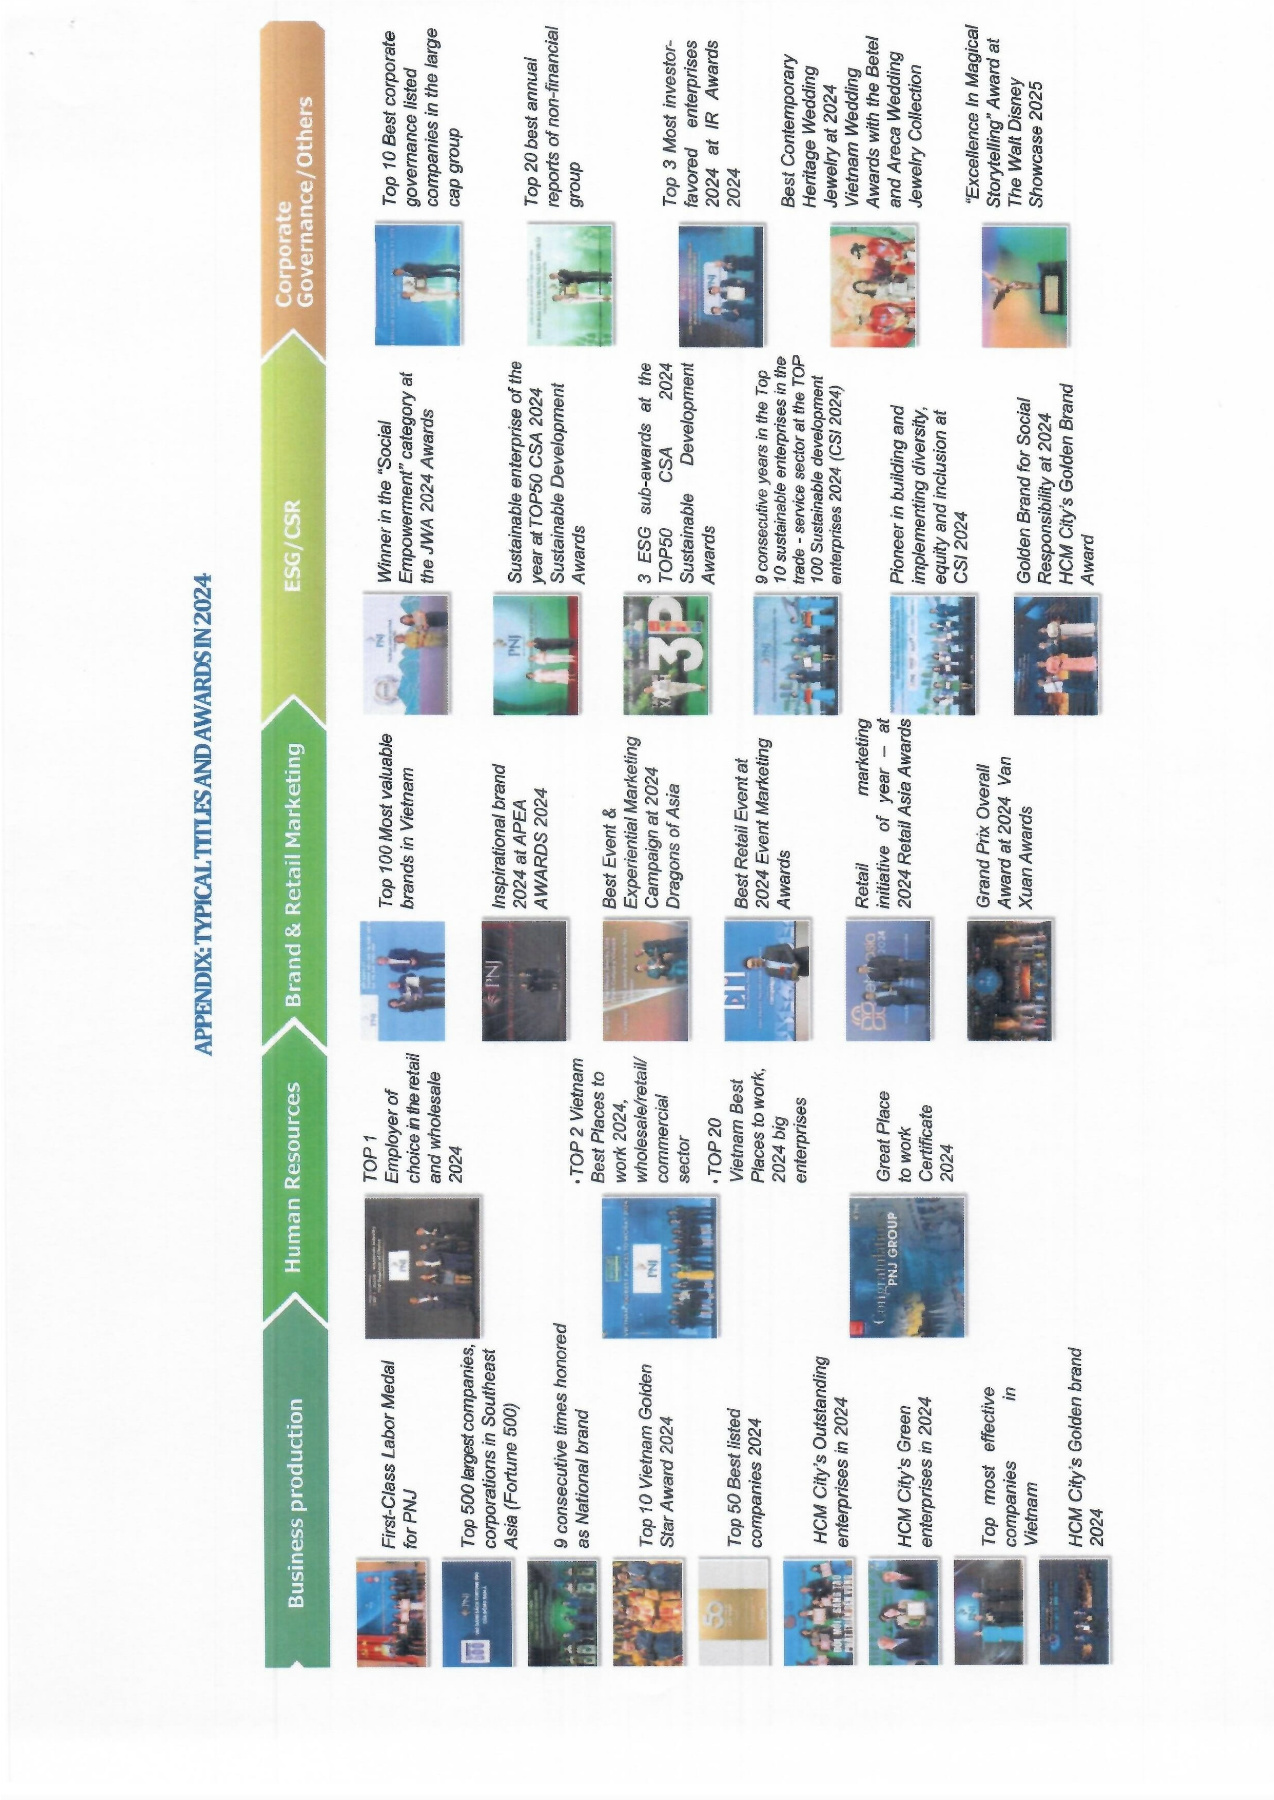 APPENDIX: TYPICAL TITLES AND AWARDS IN 2024
Business production
First-Class Labor Medal
for PNJ
Top 500 largest companies,
corporations in Southeast
Asia (Fortune 500)
9 consecutive times honored
as National brand
Top 10 Vietnam Golden
Star Award 2024
Top 50 Best listed
companies 2024
HCM City's Outstanding
enterprises in 2024
HCM City's Green
enterprises in 2024
Top most effective
companies in
Vietnam
HCM City's Golden brand
2024
Human Resources
TOP 1
Employer of
choice in the retail
and wholesale
2024
•TOP 2 Vietnam
Best Places to
work 2024,
wholesale/retail/
commercial
sector
•TOP 20
Vietnam Best
Places to work,
2024 big
enterprises
Great Place
to work
Certificate
2024
Congratulations
PNJ GROUP
Brand & Retail Marketing
Top 100 Most valuable
brands in Vietnam
Inspirational brand
2024 at APEA
AWARDS 2024
Best Event &
Experiential Marketing
Campaign at 2024
Dragons of Asia
Best Retail Event at
2024 Event Marketing
Awards
Retail marketing
initiative of year – at
2024 Retail Asia Awards
Grand Prix Overall
Award at 2024 Van
Xuan Awards
ESG/CSR
Winner in the "Social
Empowerment" category at
the JWA 2024 Awards
Sustainable enterprise of the
year at TOP50 CSA 2024
Sustainable Development
Awards
3 ESG sub-awards at the
TOP50 CSA 2024
Sustainable Development
Awards
9 consecutive years in the Top
10 sustainable enterprises in the
trade - service sector at the TOP
100 Sustainable development
enterprises 2024 (CSI 2024)
Pioneer in building and
implementing diversity,
equity and inclusion at
CSI 2024
Golden Brand for Social
Responsibility at 2024
HCM City's Golden Brand
Award
Corporate
Governance/Others
Top 10 Best corporate
governance listed
companies in the large
cap group
Top 20 best annual
reports of non-financial
group
Top 3 Most investor-
favored enterprises
2024 at IR Awards
2024
Best Contemporary
Heritage Wedding
Jewelry at 2024
Vietnam Wedding
Awards with the Betel
and Areca Wedding
Jewelry Collection
"Excellence In Magical
Storytelling" Award at
The Walt Disney
Showcase 2025